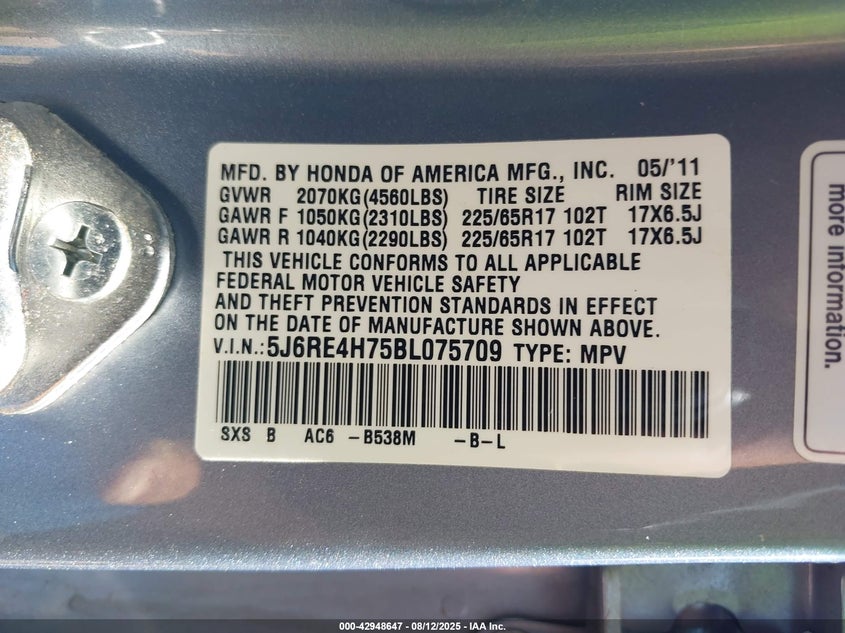 MFD. BY HONDA OF AMERICA MFG., INC. 05/'11
GVWR 2070KG(4560LBS) TIRE SIZE RIM SIZE
GAWR F 1050KG(2310LBS) 225/65R17 102T 17X6.5J
GAWR R 1040KG(2290LBS) 225/65R17 102T 17X6.5J
THIS VEHICLE CONFORMS TO ALL APPLICABLE
FEDERAL MOTOR VEHICLE SAFETY
AND THEFT PREVENTION STANDARDS IN EFFECT
ON THE DATE OF MANUFACTURE SHOWN ABOVE.
V.I.N.:5J6RE4H75BL075709 TYPE: MPV
SXS B AC6 -B538M -B-L
more information.
000-42948647 - 08/12/2025 - IAA Inc.